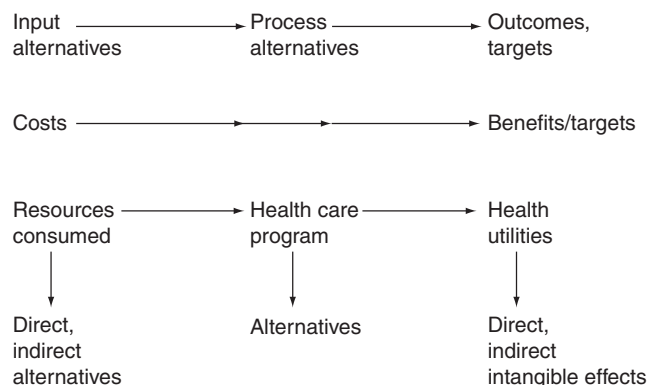 Input
alternatives
Process
alternatives
Outcomes,
targets
Costs
Benefits/targets
Resources
consumed
Health care
program
Health
utilities
Direct,
indirect
alternatives
Alternatives
Direct,
indirect
intangible effects